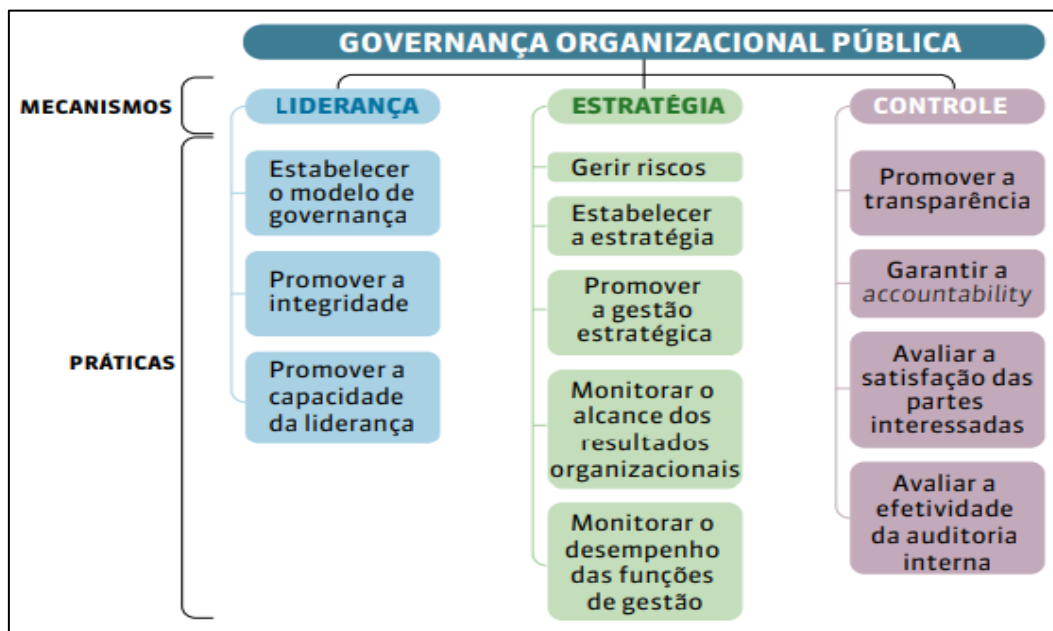 GOVERNANÇA ORGANIZACIONAL PÚBLICA
MECANISMOS
LIDERANÇA
ESTRATÉGIA
CONTROLE
PRÁTICAS
Estabelecer
o modelo de
governança
Promover a
integridade
Promover a
capacidade
da liderança
Gerir riscos
Estabelecer
a estratégia
Promover
a gestão
estratégica
Monitorar o
alcance dos
resultados
organizacionais
Monitorar o
desempenho
das funções
de gestão
Promover a
transparência
Garantir a
accountability
Avaliar a
satisfação das
partes
interessadas
Avaliar a
efetividade
da auditoria
interna